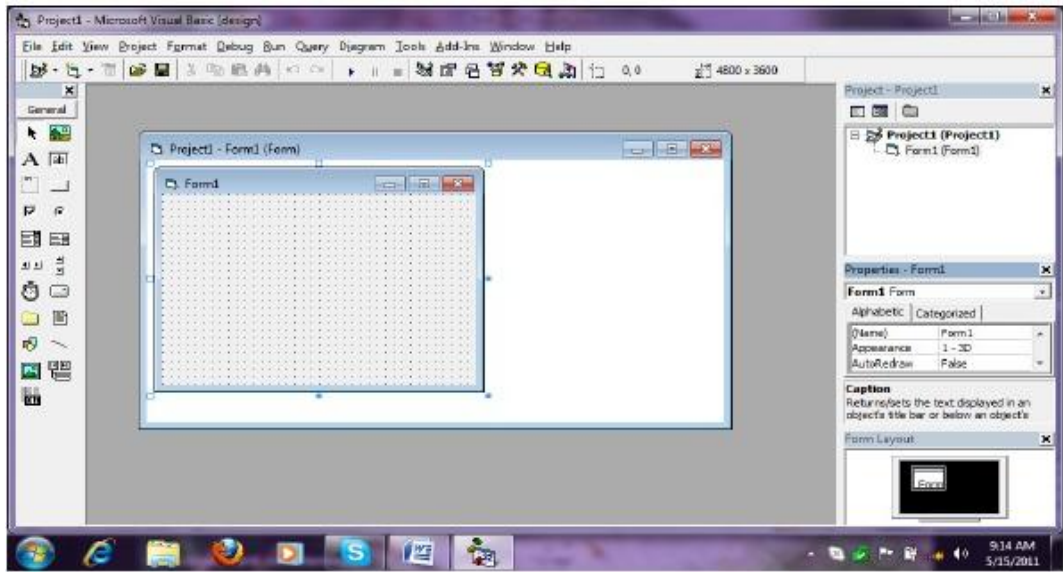 Project1 - Microsoft Visual Basic [design]
File Edit View Project Format Debug Run Query Diagram Tools Add-Ins Window Help
0, 0 4800 x 3600
General
Project - Project1
Project1 (Project1)
Form1 (Form1)
Project1 - Form1 (Form)
Form1
Properties - Form1
Form1 Form
Alphabetic Categorized
(Name) Form1
Appearance 1 - 3D
AutoRedraw False
Caption
Returns/sets the text displayed in an
object's title bar or below an object's
Form Layout
Form
9:14 AM
5/15/2011